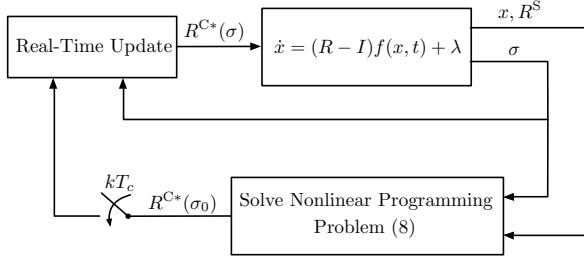 Real-Time Update
R^{C*}(σ)
ẋ = (R − I)f(x, t) + λ
x, R^S
σ
kT_c
R^{C*}(σ_0)
Solve Nonlinear Programming
Problem (8)